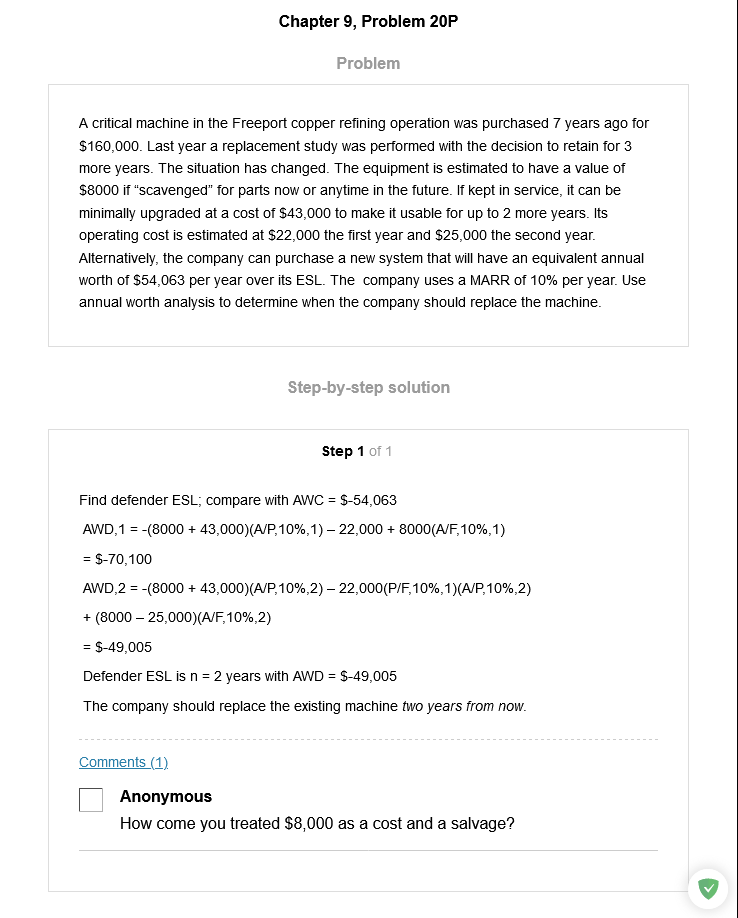 Chapter 9, Problem 20P
Problem
A critical machine in the Freeport copper refining operation was purchased 7 years ago for
$160,000. Last year a replacement study was performed with the decision to retain for 3
more years. The situation has changed. The equipment is estimated to have a value of
$8000 if “scavenged” for parts now or anytime in the future. If kept in service, it can be
minimally upgraded at a cost of $43,000 to make it usable for up to 2 more years. Its
operating cost is estimated at $22,000 the first year and $25,000 the second year.
Alternatively, the company can purchase a new system that will have an equivalent annual
worth of $54,063 per year over its ESL. The company uses a MARR of 10% per year. Use
annual worth analysis to determine when the company should replace the machine.
Step-by-step solution
Step 1 of 1
Find defender ESL; compare with AWC = $-54,063
AWD,1 = -(8000 + 43,000)(A/P,10%,1) – 22,000 + 8000(A/F,10%,1)
= $-70,100
AWD,2 = -(8000 + 43,000)(A/P,10%,2) – 22,000(P/F,10%,1)(A/P,10%,2)
+ (8000 – 25,000)(A/F,10%,2)
= $-49,005
Defender ESL is n = 2 years with AWD = $-49,005
The company should replace the existing machine two years from now.
Comments (1)
Anonymous
How come you treated $8,000 as a cost and a salvage?